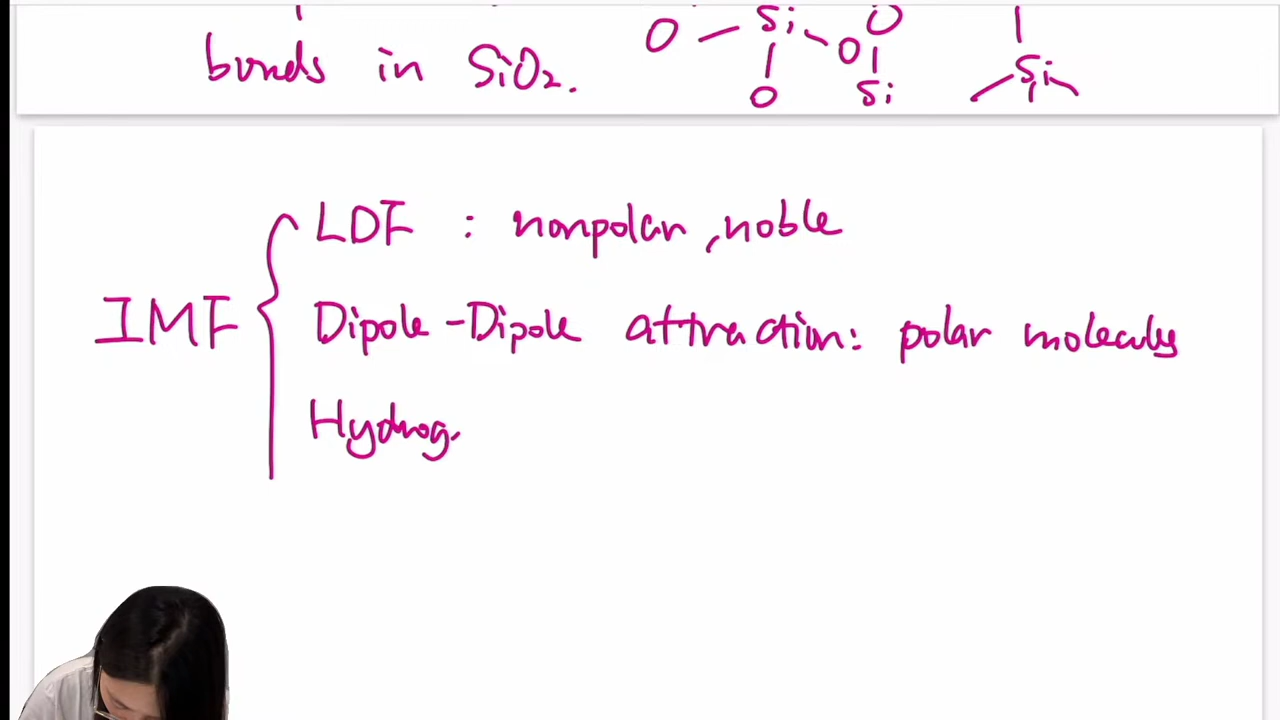 O Si O
bonds in SiO₂. O Si
O Si
LDF : nonpolar, noble
IMF
Dipole-Dipole attraction: polar molecules
Hydrog